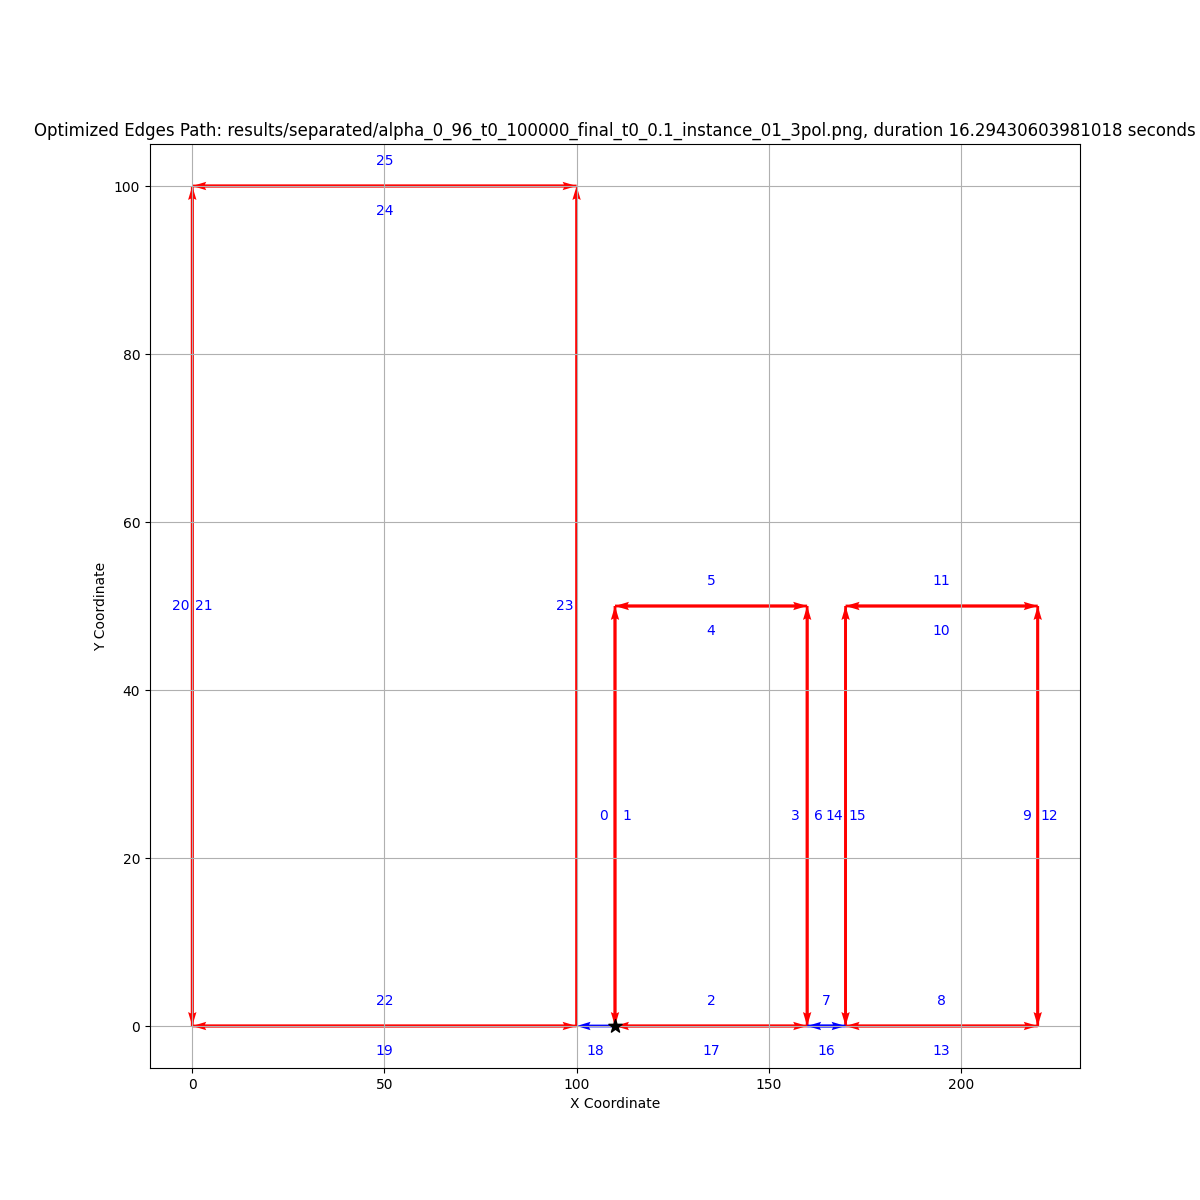 Optimized Edges Path: results/separated/alpha_0_96_t0_100000_final_t0_0.1_instance_01_3pol.png, duration 16.29430603981018 seconds
25
100
24
80
60
5 11
4 10
20 21 23
Y Coordinate
40
20
0 1 3 6 14 15 9 12
22 2 7 8
0
19 18 17 16 13
0 50 100 150 200
X Coordinate